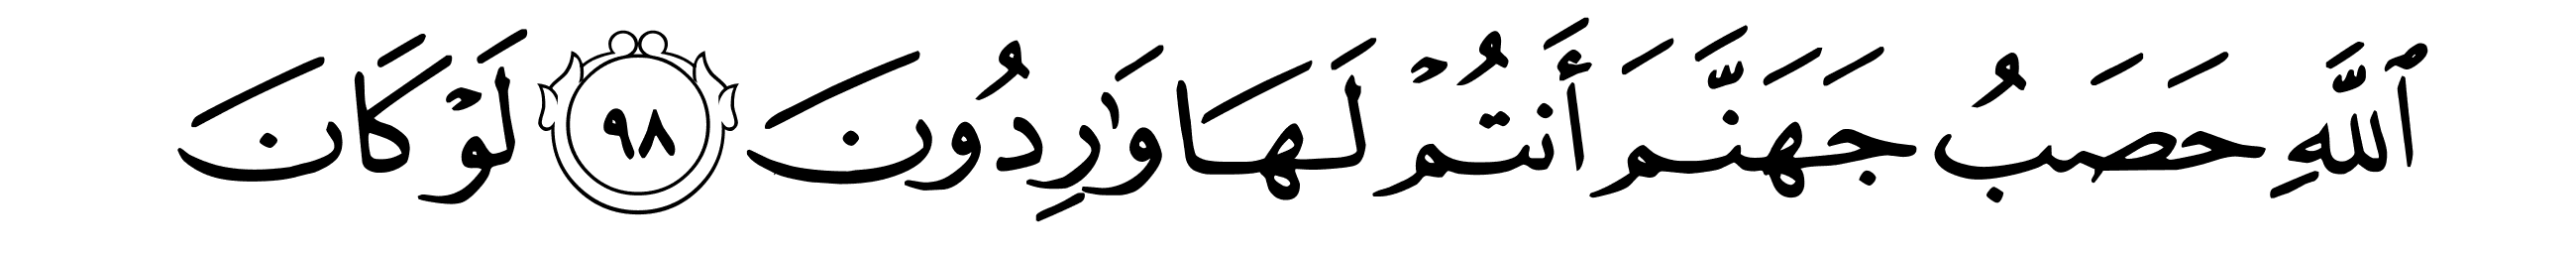 ٱللَّهِ حَصَبُ جَهَنَّمَ أَنتُمْ لَهَا وَٰرِدُونَ ٩٨ لَوْ كَانَ